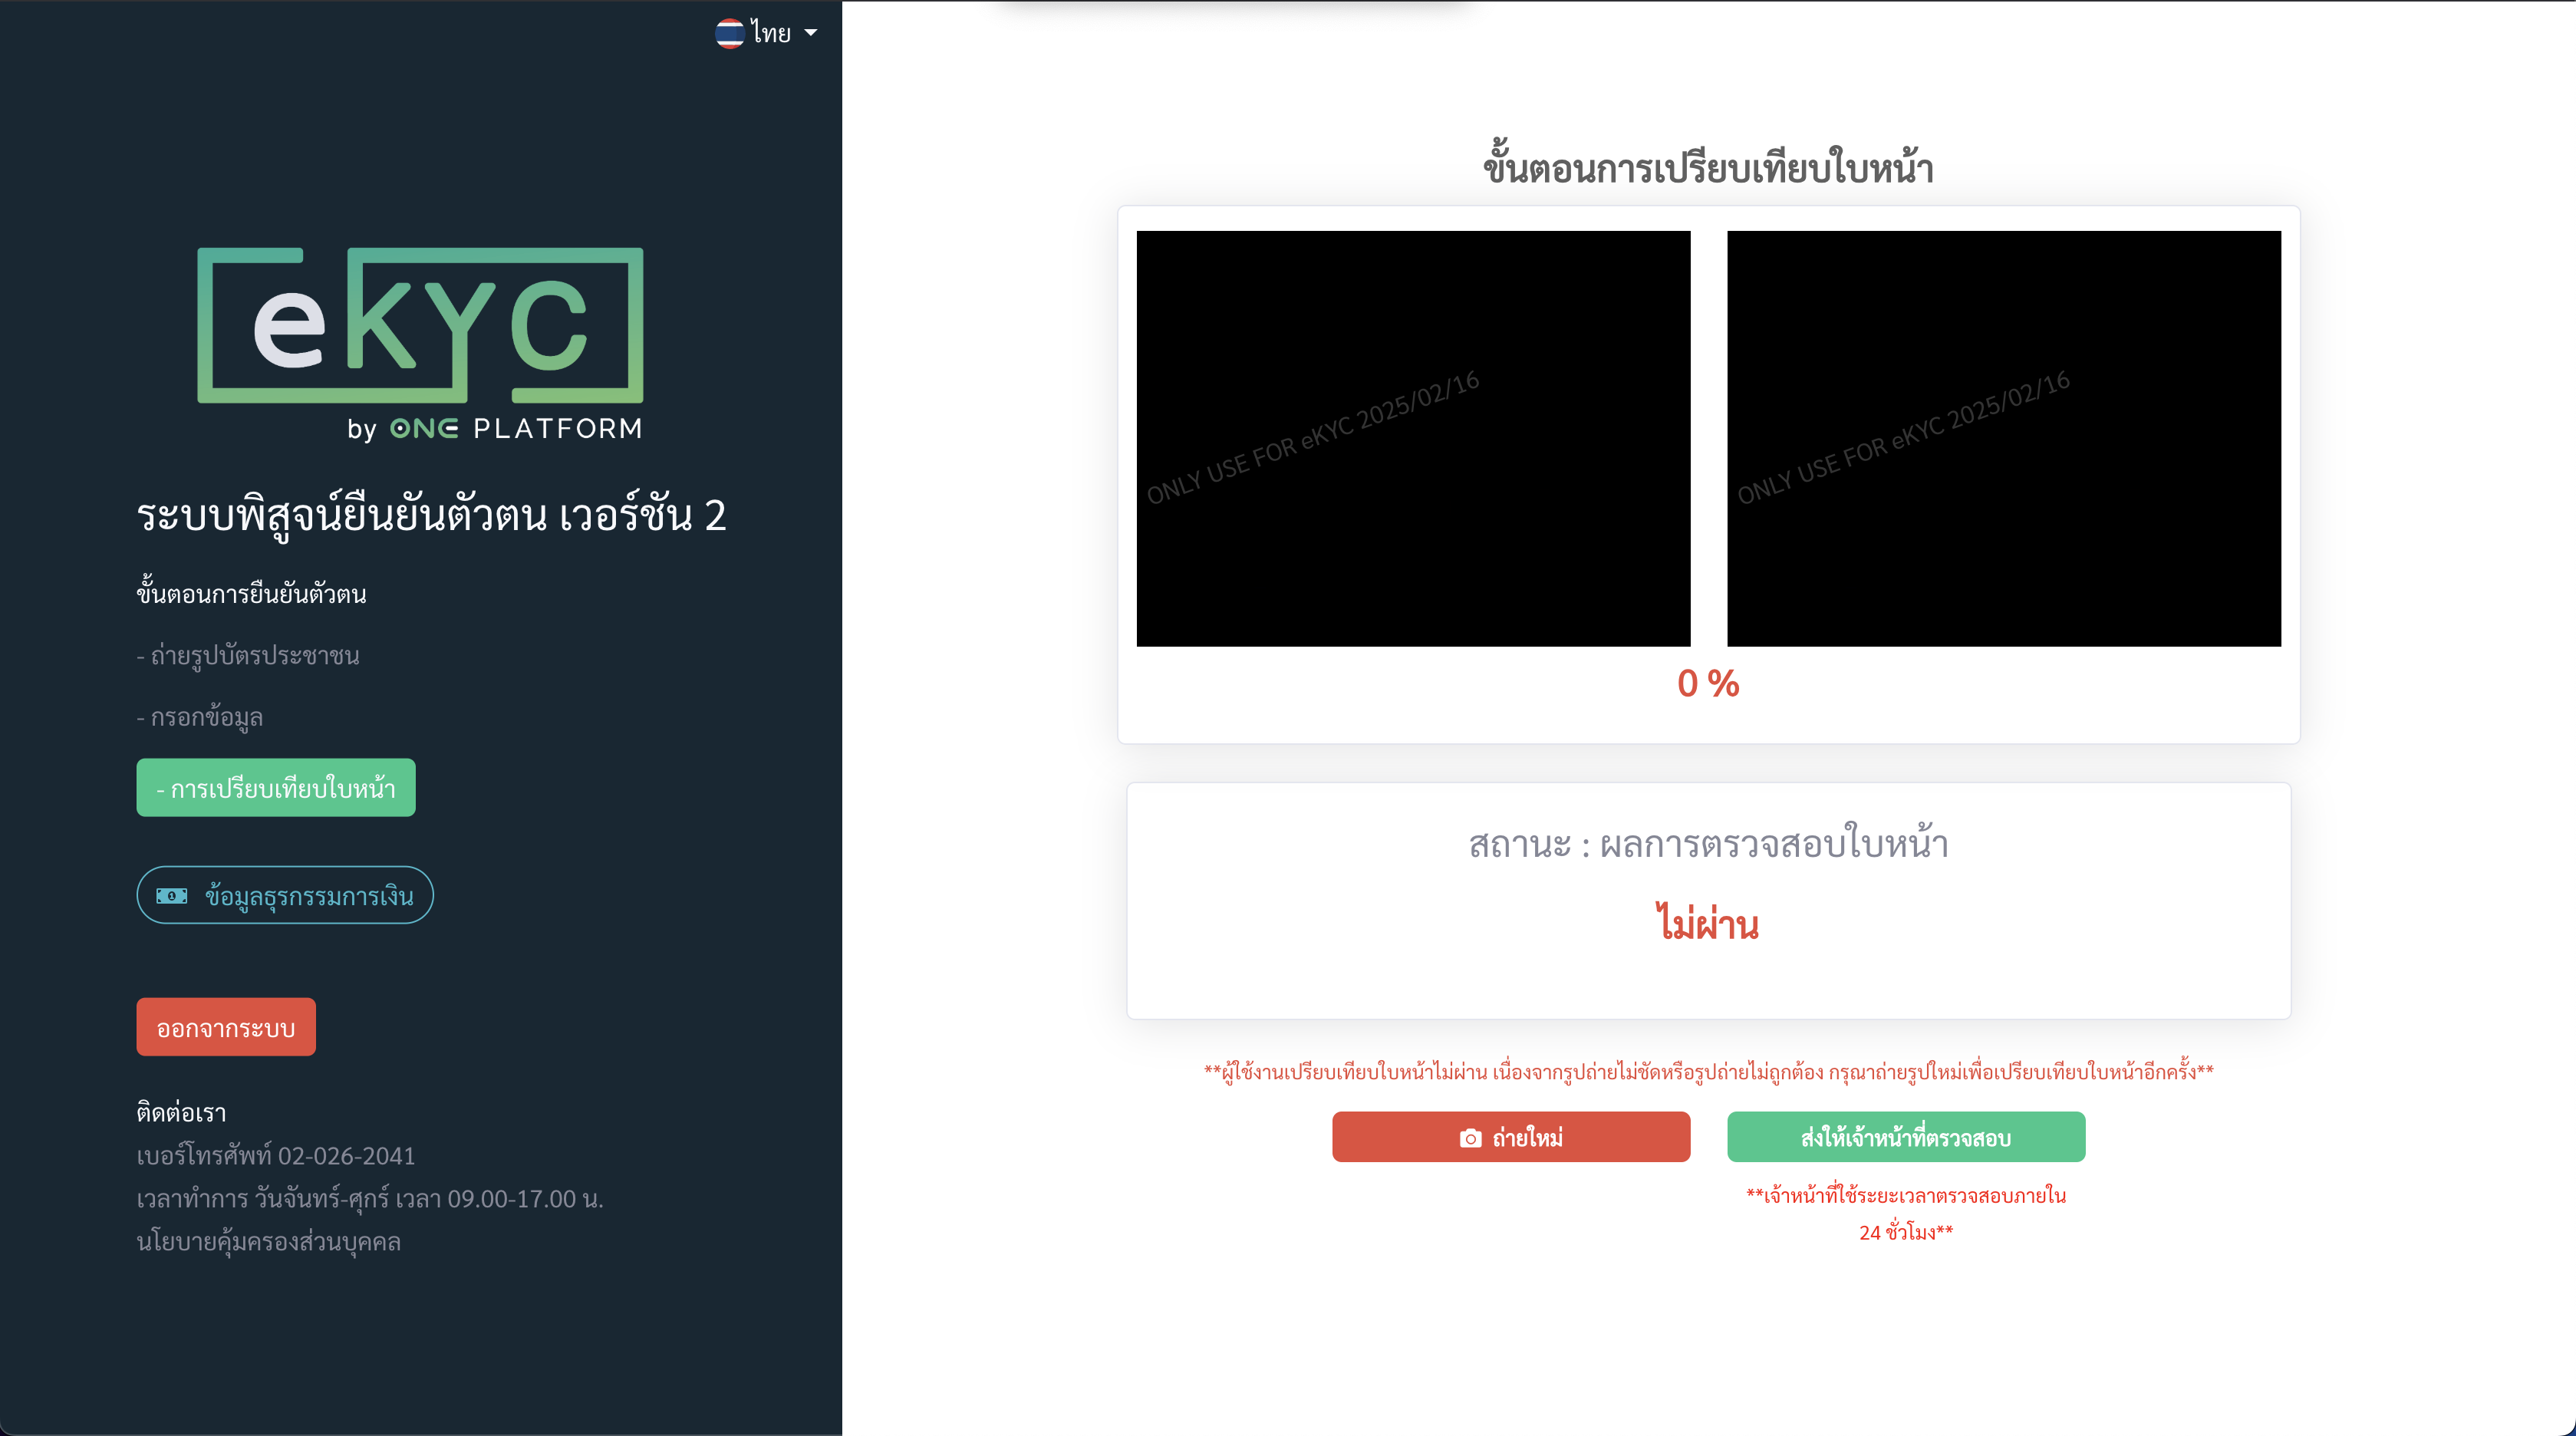 ไทย
eKYC
by ONE PLATFORM
ระบบพิสูจน์ยืนยันตัวตน เวอร์ชัน 2
ขั้นตอนการยืนยันตัวตน
- ถ่ายรูปบัตรประชาชน
- กรอกข้อมูล
- การเปรียบเทียบใบหน้า
ข้อมูลธุรกรรมการเงิน
ออกจากระบบ
ติดต่อเรา
เบอร์โทรศัพท์ 02-026-2041
เวลาทำการ วันจันทร์-ศุกร์ เวลา 09.00-17.00 น.
นโยบายคุ้มครองส่วนบุคคล
ขั้นตอนการเปรียบเทียบใบหน้า
ONLY USE FOR eKYC 2025/02/16
ONLY USE FOR eKYC 2025/02/16
0 %
สถานะ : ผลการตรวจสอบใบหน้า
ไม่ผ่าน
**ผู้ใช้งานเปรียบเทียบใบหน้าไม่ผ่าน เนื่องจากรูปถ่ายไม่ชัดหรือรูปถ่ายไม่ถูกต้อง กรุณาถ่ายรูปใหม่เพื่อเปรียบเทียบใบหน้าอีกครั้ง**
ถ่ายใหม่
ส่งให้เจ้าหน้าที่ตรวจสอบ
**เจ้าหน้าที่ใช้ระยะเวลาตรวจสอบภายใน
24 ชั่วโมง**